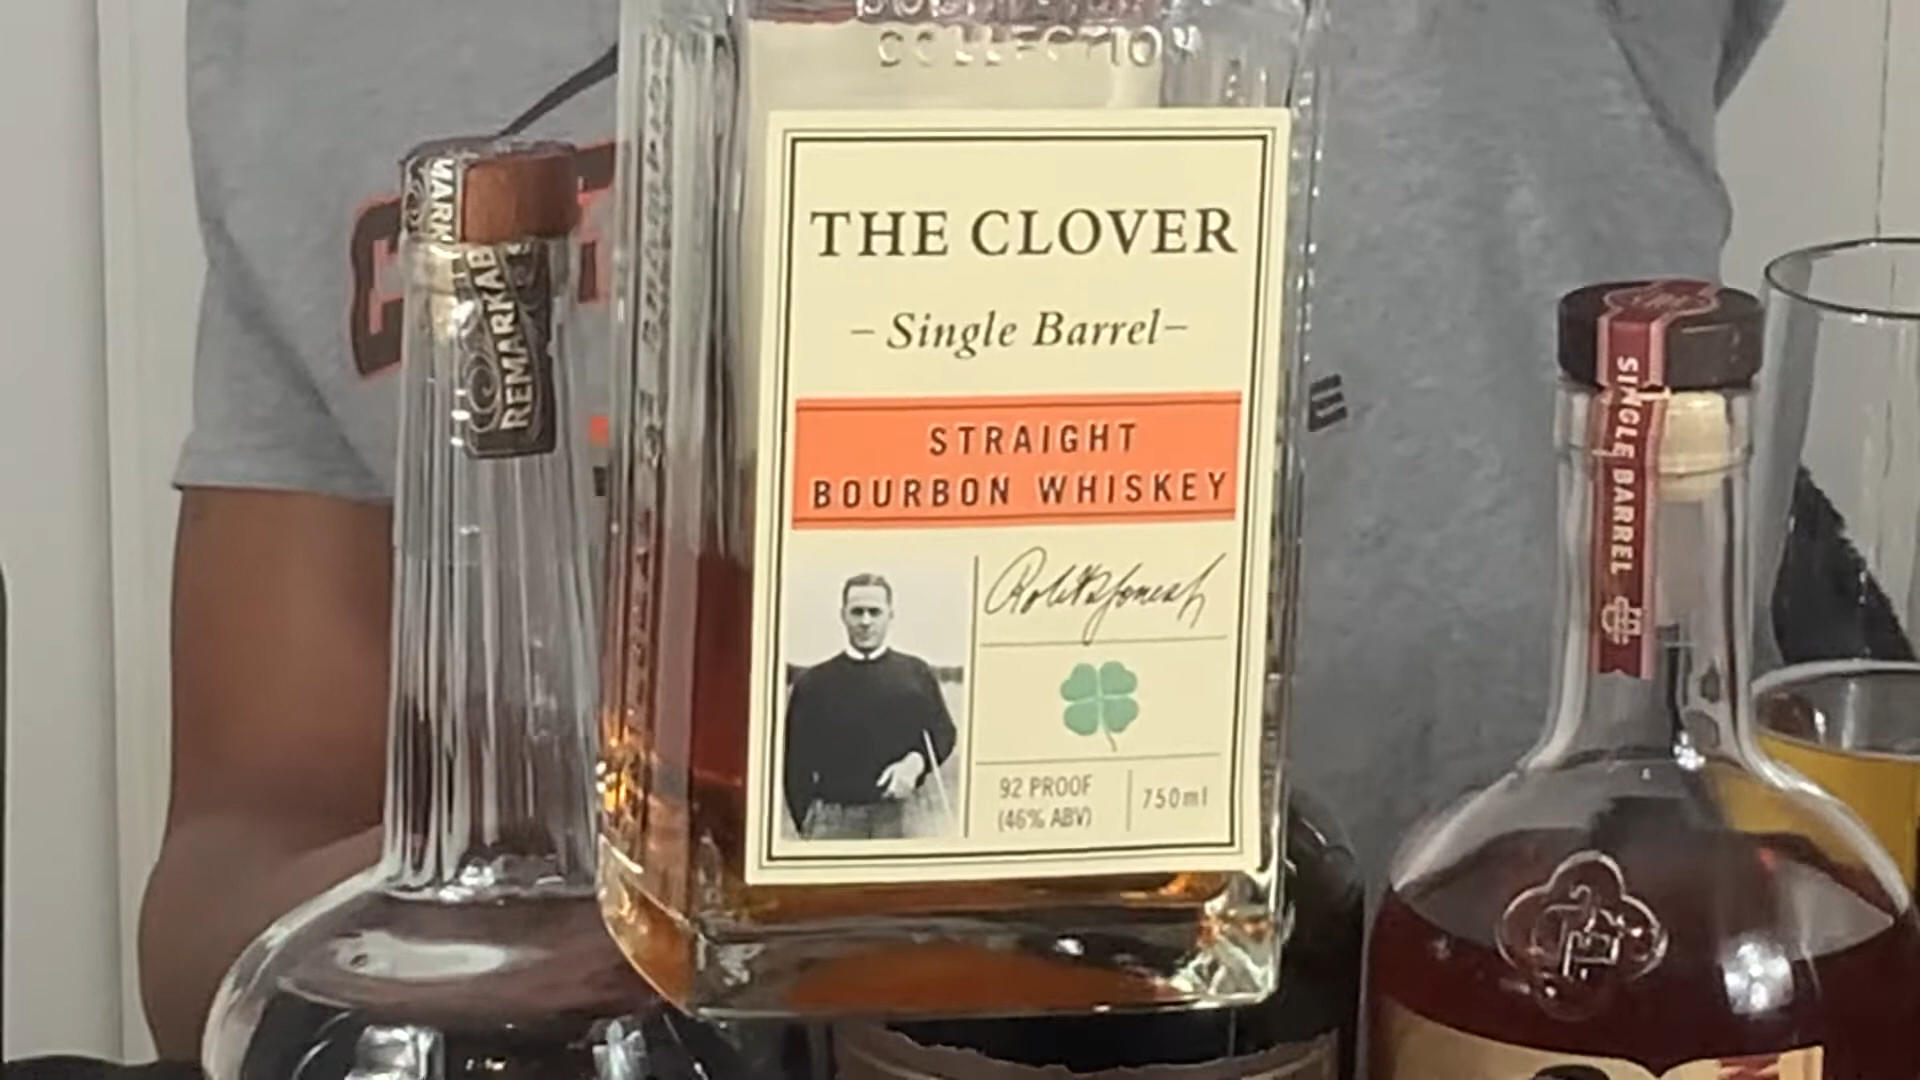 COLLECTION
THE CLOVER
– Single Barrel –
STRAIGHT
BOURBON WHISKEY
92 PROOF
(46% ABV)
750ml
MARK
REMARKAB
SINGLE BARREL